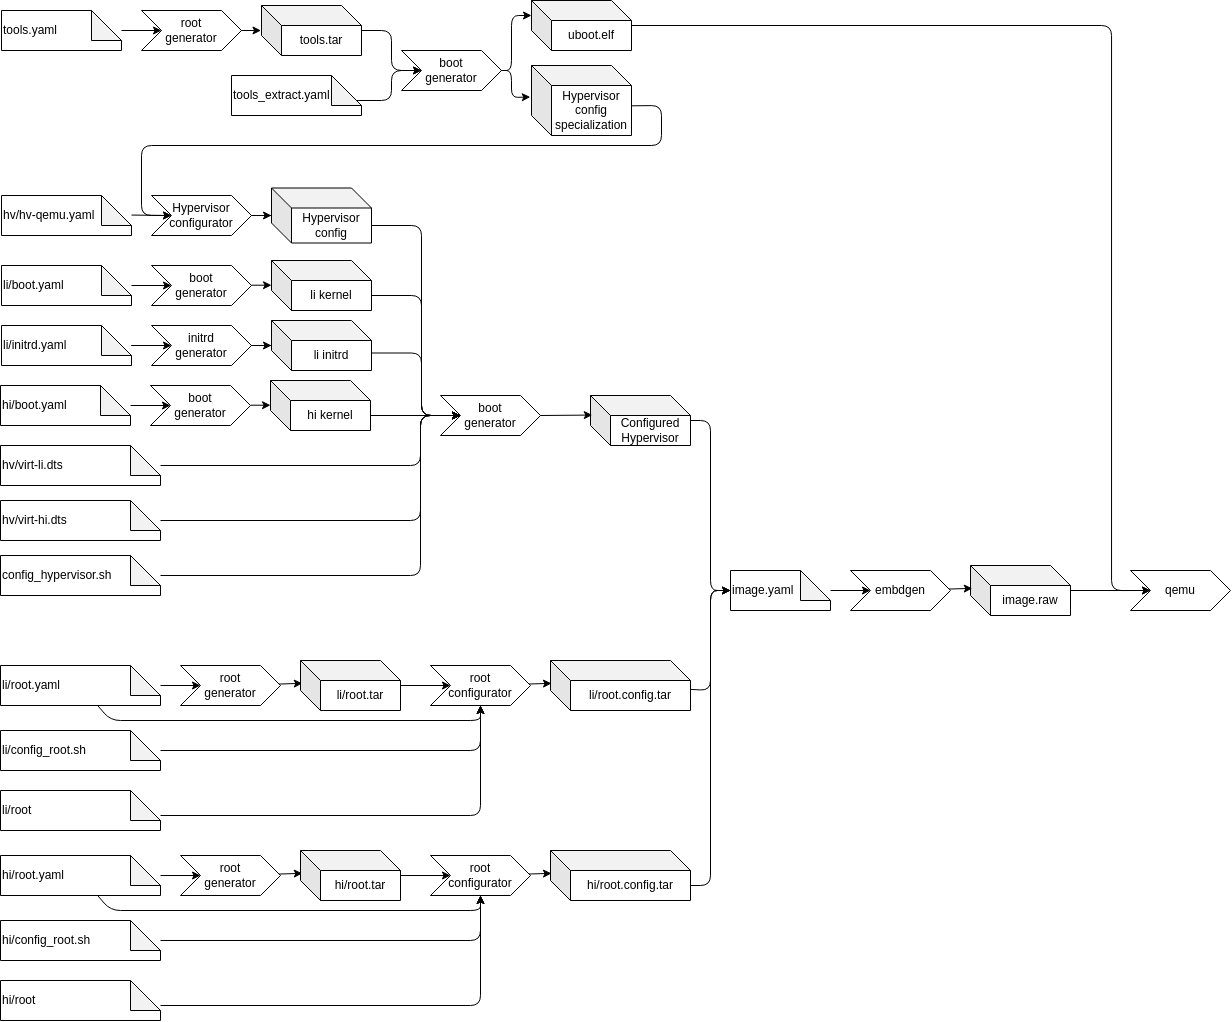 tools.yaml
root
generator
tools.tar
tools_extract.yaml
boot
generator
uboot.elf
Hypervisor
config
specialization
hv/hv-qemu.yaml
Hypervisor
configurator
Hypervisor
config
li/boot.yaml
boot
generator
li kernel
li/initrd.yaml
initrd
generator
li initrd
hi/boot.yaml
boot
generator
hi kernel
boot
generator
Configured
Hypervisor
hv/virt-li.dts
hv/virt-hi.dts
config_hypervisor.sh
image.yaml
embdgen
image.raw
qemu
li/root.yaml
root
generator
li/root.tar
root
configurator
li/root.config.tar
li/config_root.sh
li/root
hi/root.yaml
root
generator
hi/root.tar
root
configurator
hi/root.config.tar
hi/config_root.sh
hi/root